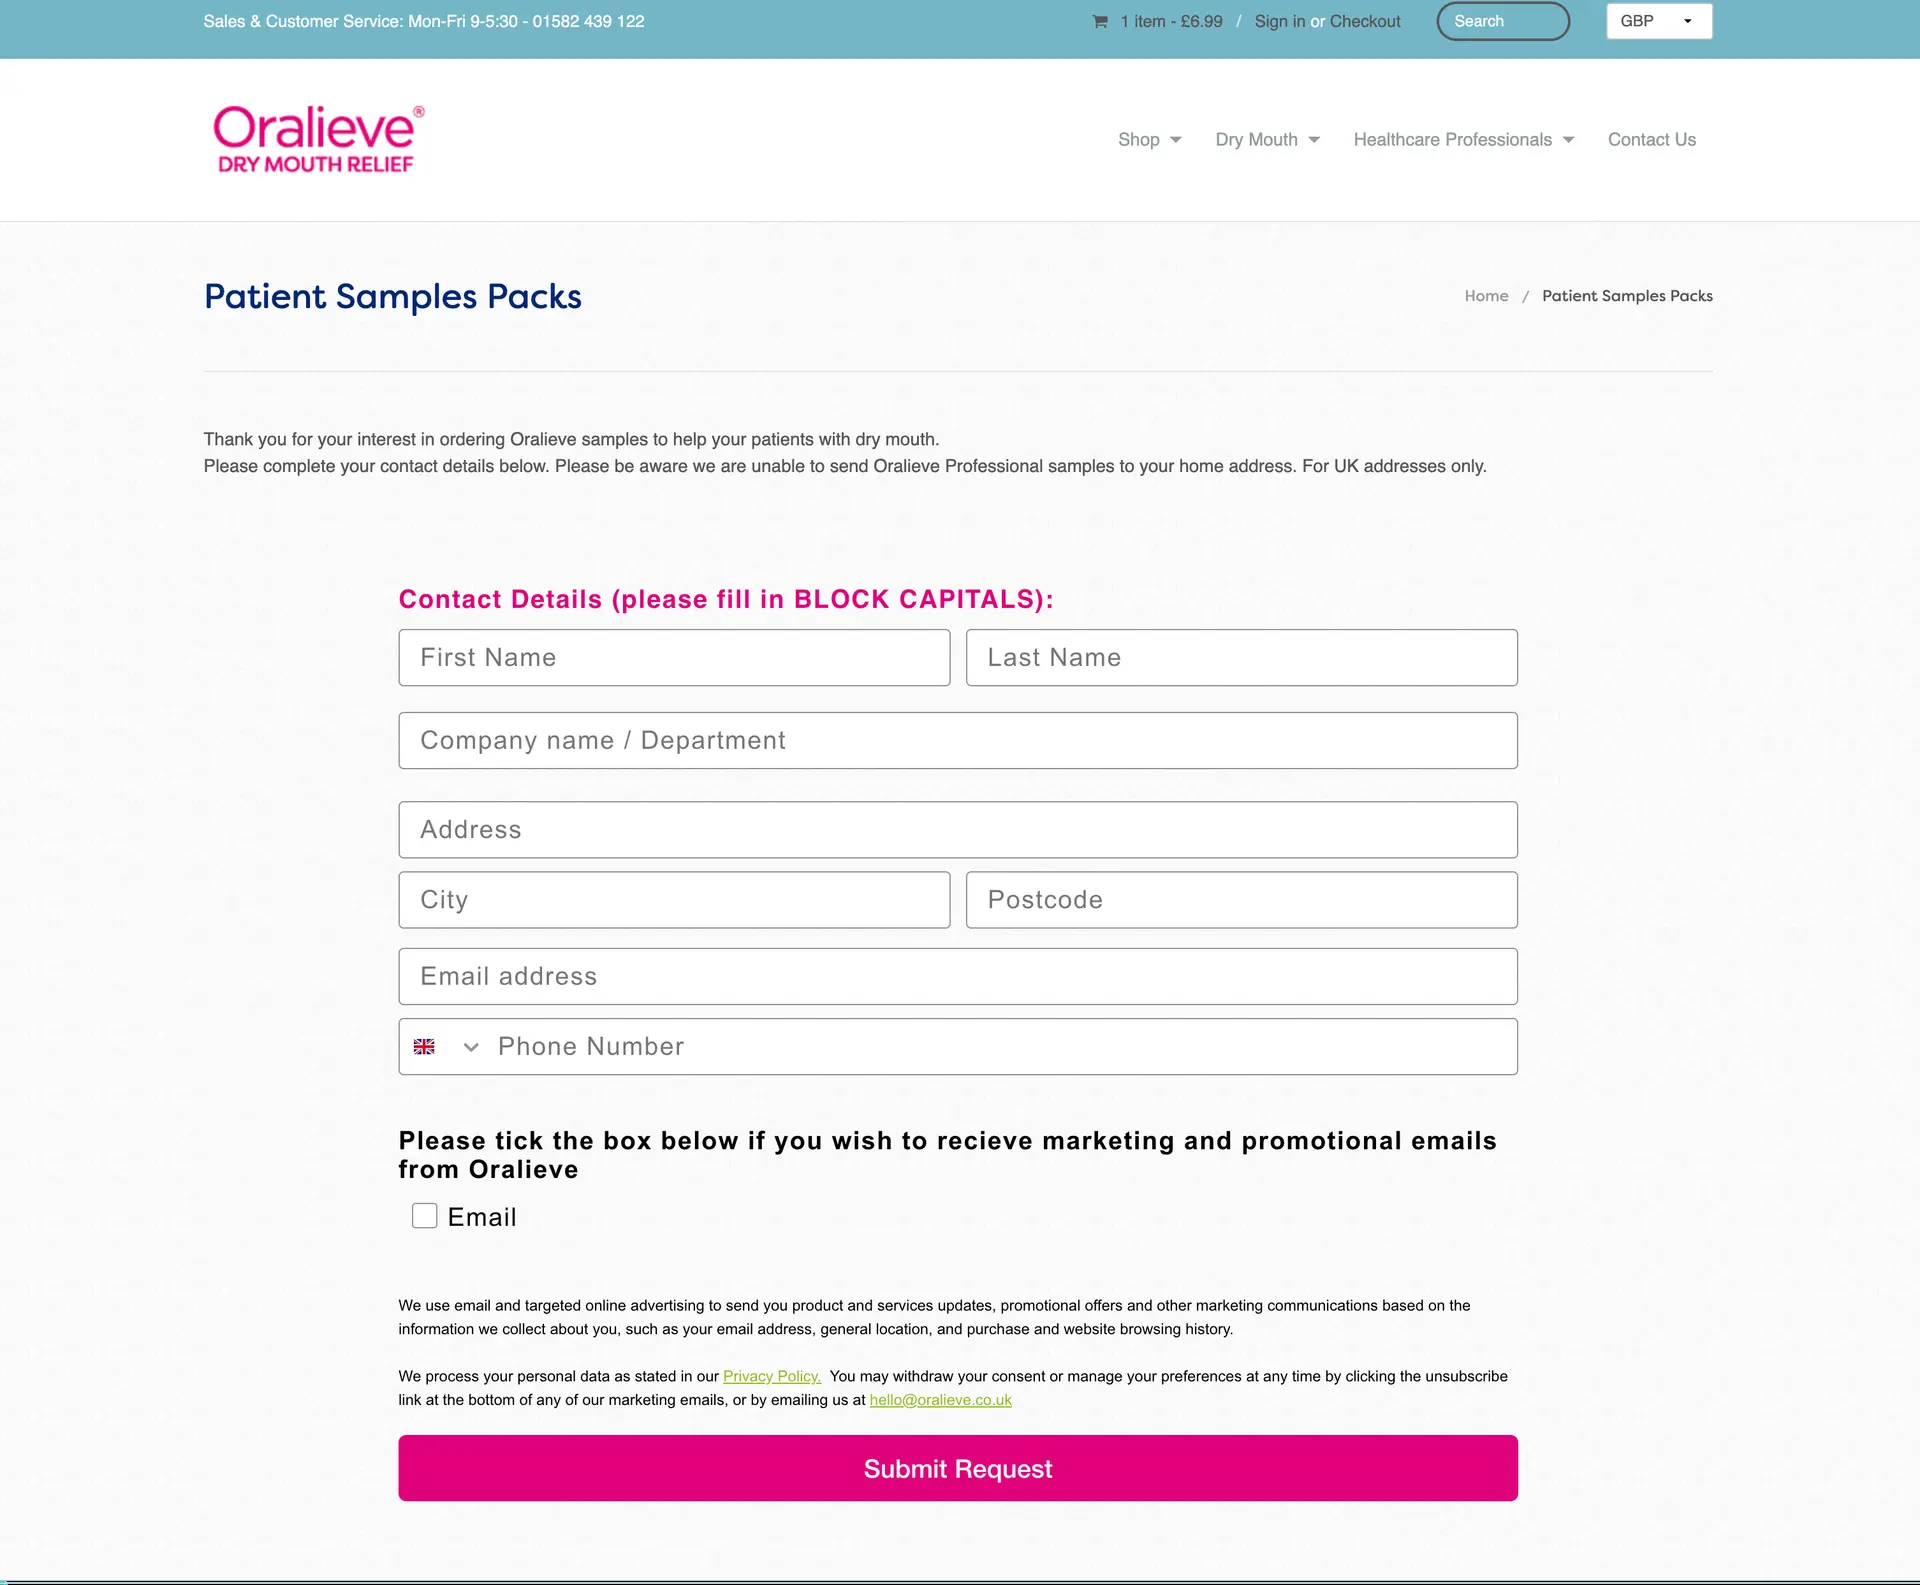 Sales & Customer Service: Mon-Fri 9-5:30 - 01582 439 122
1 item - £6.99 / Sign in or Checkout
Search
GBP
Oralieve®
DRY MOUTH RELIEF
Shop
Dry Mouth
Healthcare Professionals
Contact Us
Patient Samples Packs
Home / Patient Samples Packs
Thank you for your interest in ordering Oralieve samples to help your patients with dry mouth.
Please complete your contact details below. Please be aware we are unable to send Oralieve Professional samples to your home address. For UK addresses only.
Contact Details (please fill in BLOCK CAPITALS):
First Name
Last Name
Company name / Department
Address
City
Postcode
Email address
Phone Number
Please tick the box below if you wish to recieve marketing and promotional emails
from Oralieve
Email
We use email and targeted online advertising to send you product and services updates, promotional offers and other marketing communications based on the
information we collect about you, such as your email address, general location, and purchase and website browsing history.
We process your personal data as stated in our Privacy Policy. You may withdraw your consent or manage your preferences at any time by clicking the unsubscribe
link at the bottom of any of our marketing emails, or by emailing us at hello@oralieve.co.uk
Submit Request